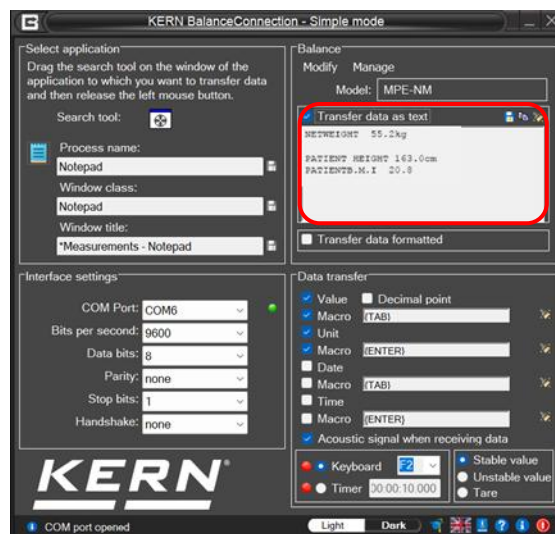 KERN BalanceConnection - Simple mode
Select application
Drag the search tool on the window of the
application to which you want to transfer data
and then release the left mouse button.
Search tool:
Process name:
Notepad
Window class:
Notepad
Window title:
*Measurements - Notepad
Balance
Modify Manage
Model: MPE-NM
Transfer data as text
NETWEIGHT 55.2kg
PATIENT HEIGHT 163.0cm
PATIENTB.M.I 20.8
Transfer data formatted
Interface settings
COM Port: COM6
Bits per second: 9600
Data bits: 8
Parity: none
Stop bits: 1
Handshake: none
KERN®
Data transfer
Value Decimal point
Macro {TAB}
Unit
Macro {ENTER}
Date
Macro {TAB}
Time
Macro {ENTER}
Acoustic signal when receiving data
Keyboard F2
Timer 00:00:10.000
Stable value
Unstable value
Tare
COM port opened
Light Dark